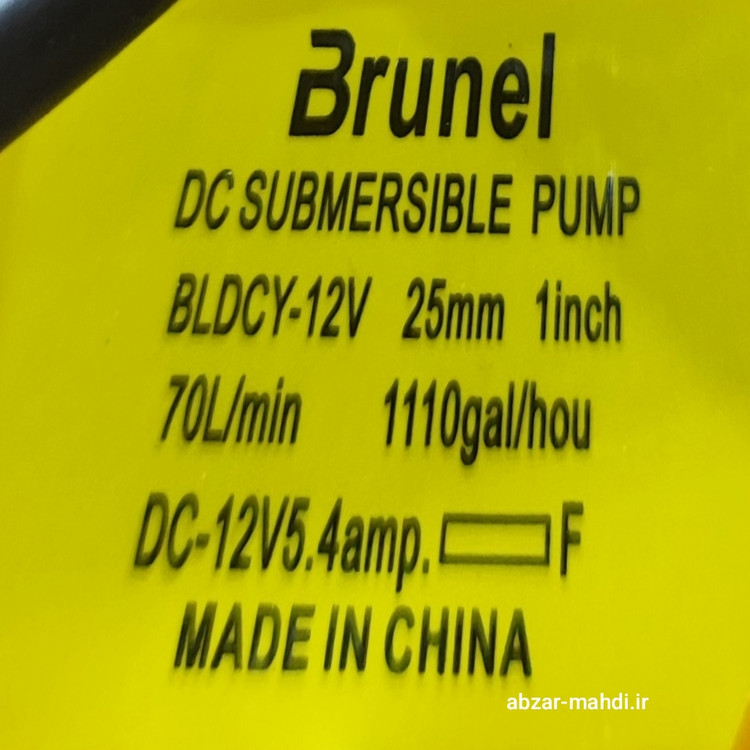 Brunel
DC SUBMERSIBLE PUMP
BLDCY-12V 25mm 1inch
70L/min 1110gal/hou
DC-12V5.4amp. F
MADE IN CHINA
abzar-mahdi.ir